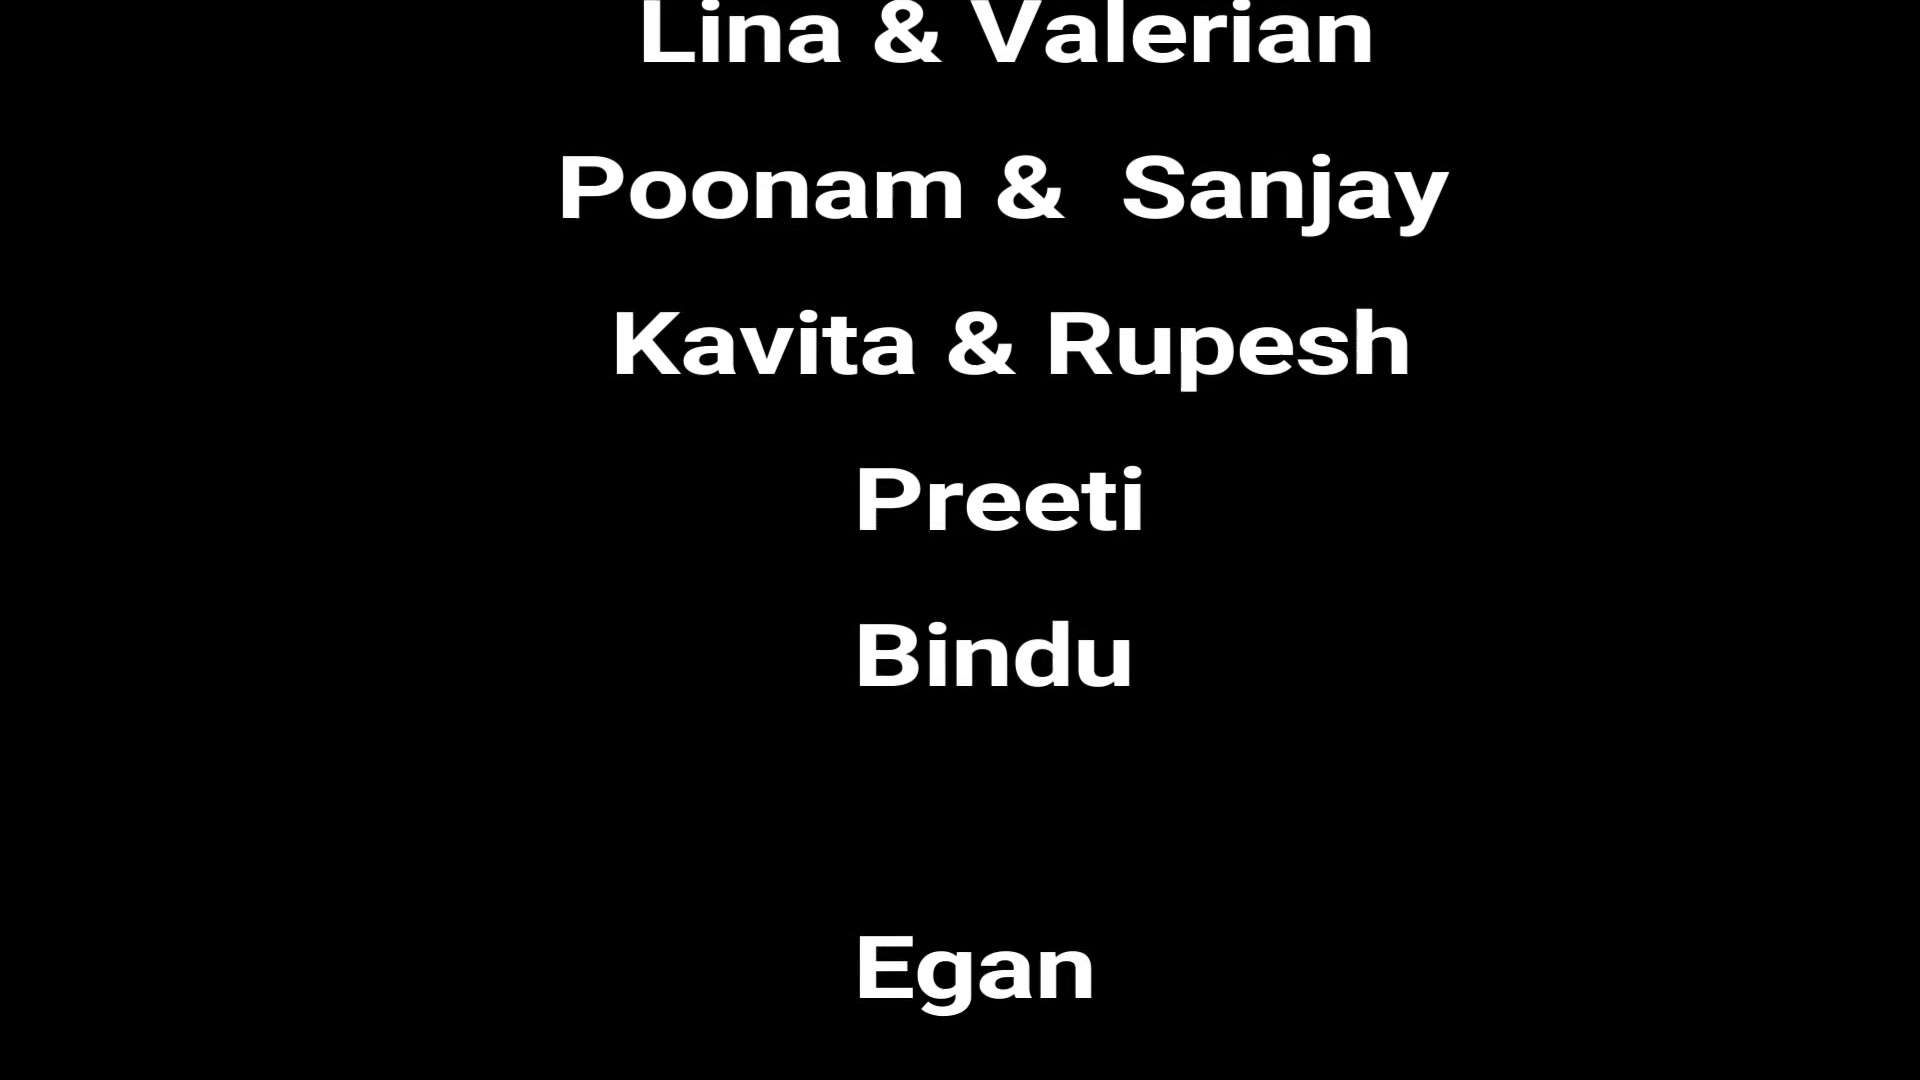 Lina & Valerian
Poonam &  Sanjay
Kavita & Rupesh
Preeti
Bindu
Egan